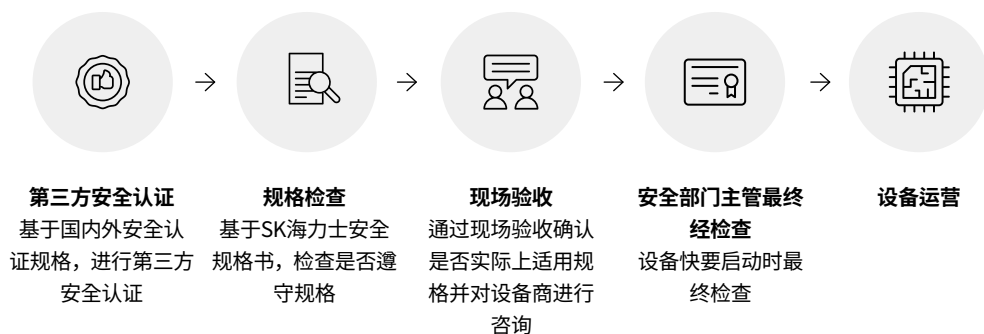 第三方安全认证
基于国内外安全认
证规格，进行第三方
安全认证
规格检查
基于SK海力士安全
规格书，检查是否遵
守规格
现场验收
通过现场验收确认
是否实际上适用规
格并对设备商进行
咨询
安全部门主管最终
经检查
设备快要启动时最
终检查
设备运营